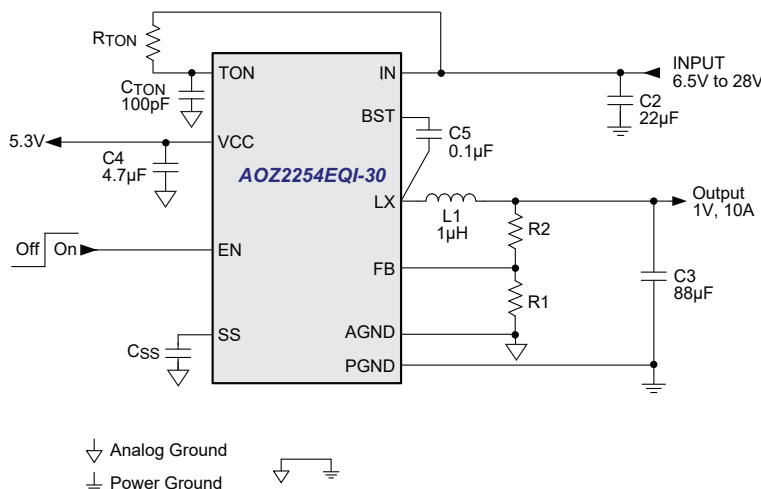 RTON
TON
CTON
100pF
IN
INPUT
6.5V to 28V
C2
22µF
BST
C5
0.1µF
5.3V
VCC
C4
4.7µF
AOZ2254EQI-30
LX
L1
1µH
Output
1V, 10A
R2
Off
On
EN
FB
C3
88µF
R1
SS
CSS
AGND
PGND
Analog Ground
Power Ground